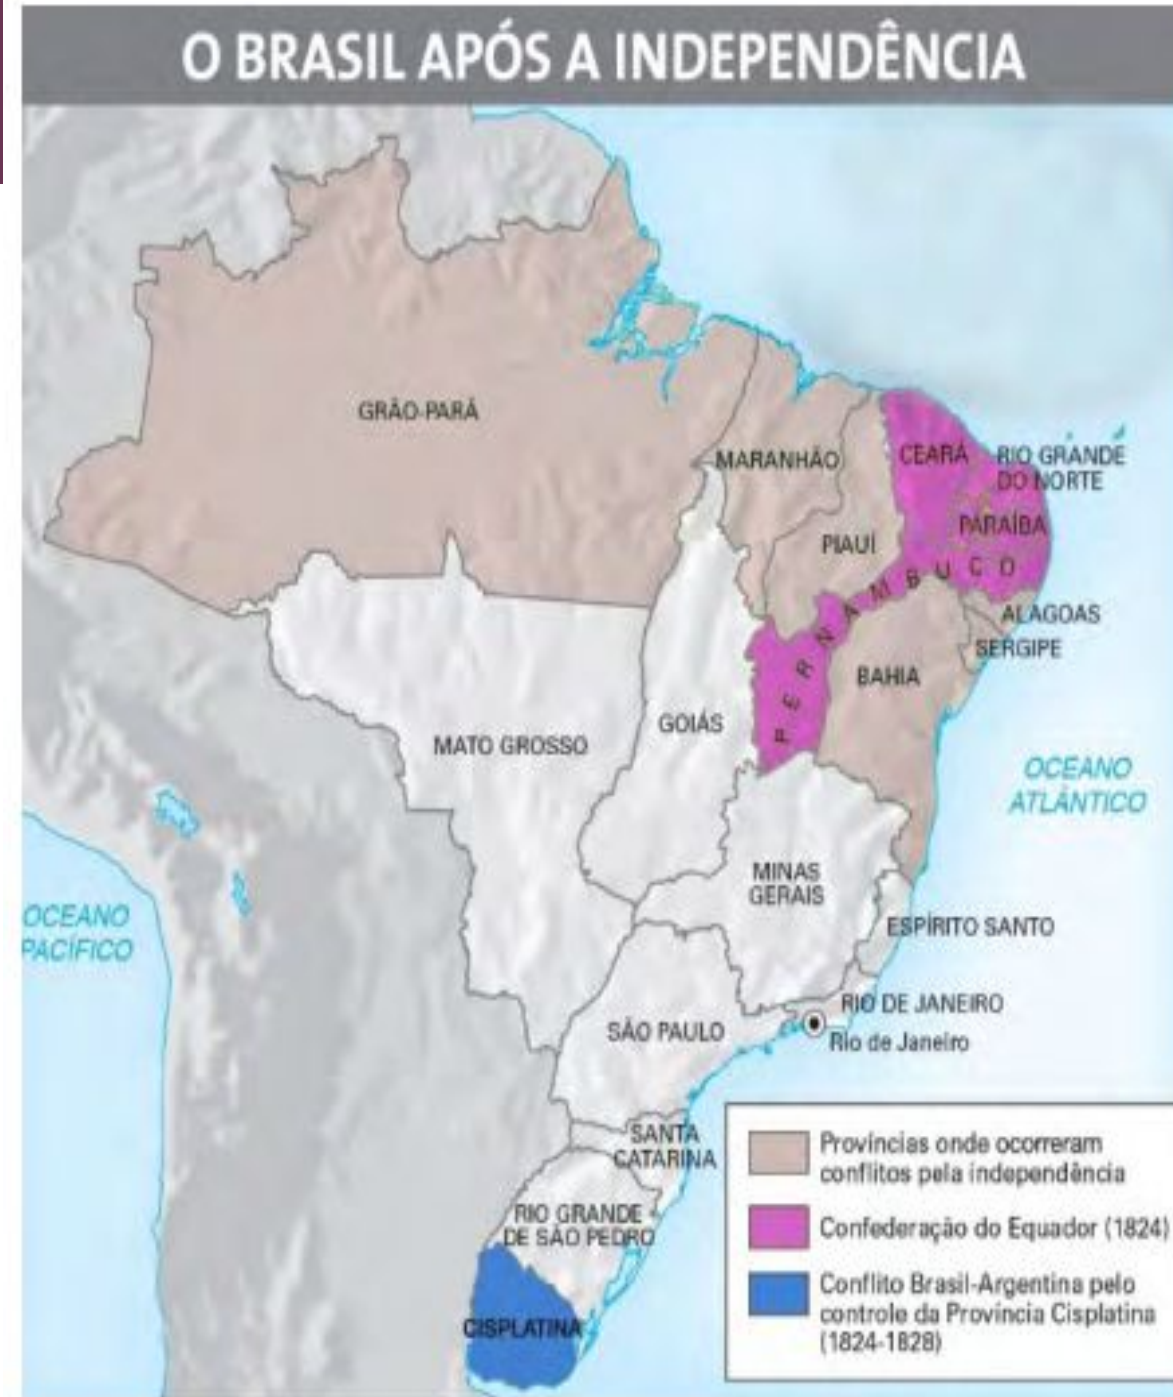 O BRASIL APÓS A INDEPENDÊNCIA
GRÃO-PARÁ
MARANHÃO
CEARÁ
RIO GRANDE
DO NORTE
PARAÍBA
PIAUÍ
PERNAMBUCO
ALAGOAS
SERGIPE
BAHIA
GOIÁS
MATO GROSSO
OCEANO
ATLÂNTICO
MINAS
GERAIS
OCEANO
PACÍFICO
ESPÍRITO SANTO
RIO DE JANEIRO
Rio de Janeiro
SÃO PAULO
SANTA
CATARINA
RIO GRANDE
DE SÃO PEDRO
CISPLATINA
Províncias onde ocorreram
conflitos pela independência
Confederação do Equador (1824)
Conflito Brasil-Argentina pelo
controle da Província Cisplatina
(1824-1828)